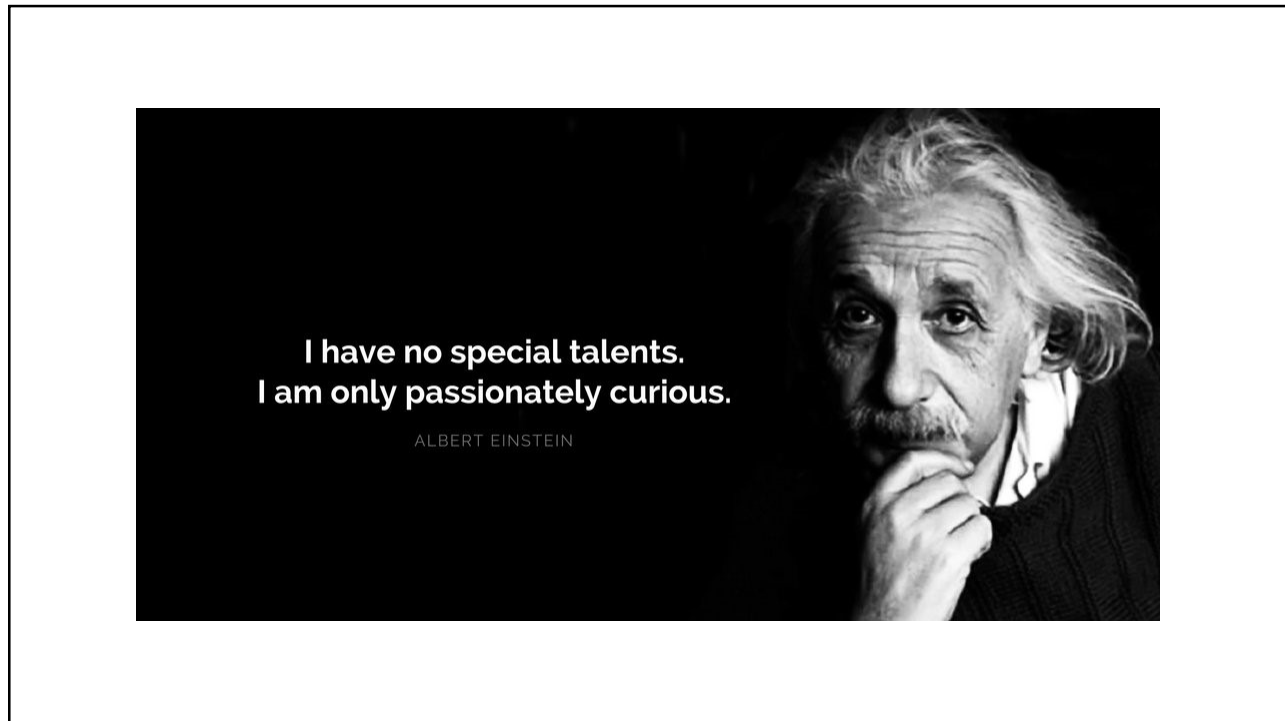 I have no special talents.
I am only passionately curious.
ALBERT EINSTEIN